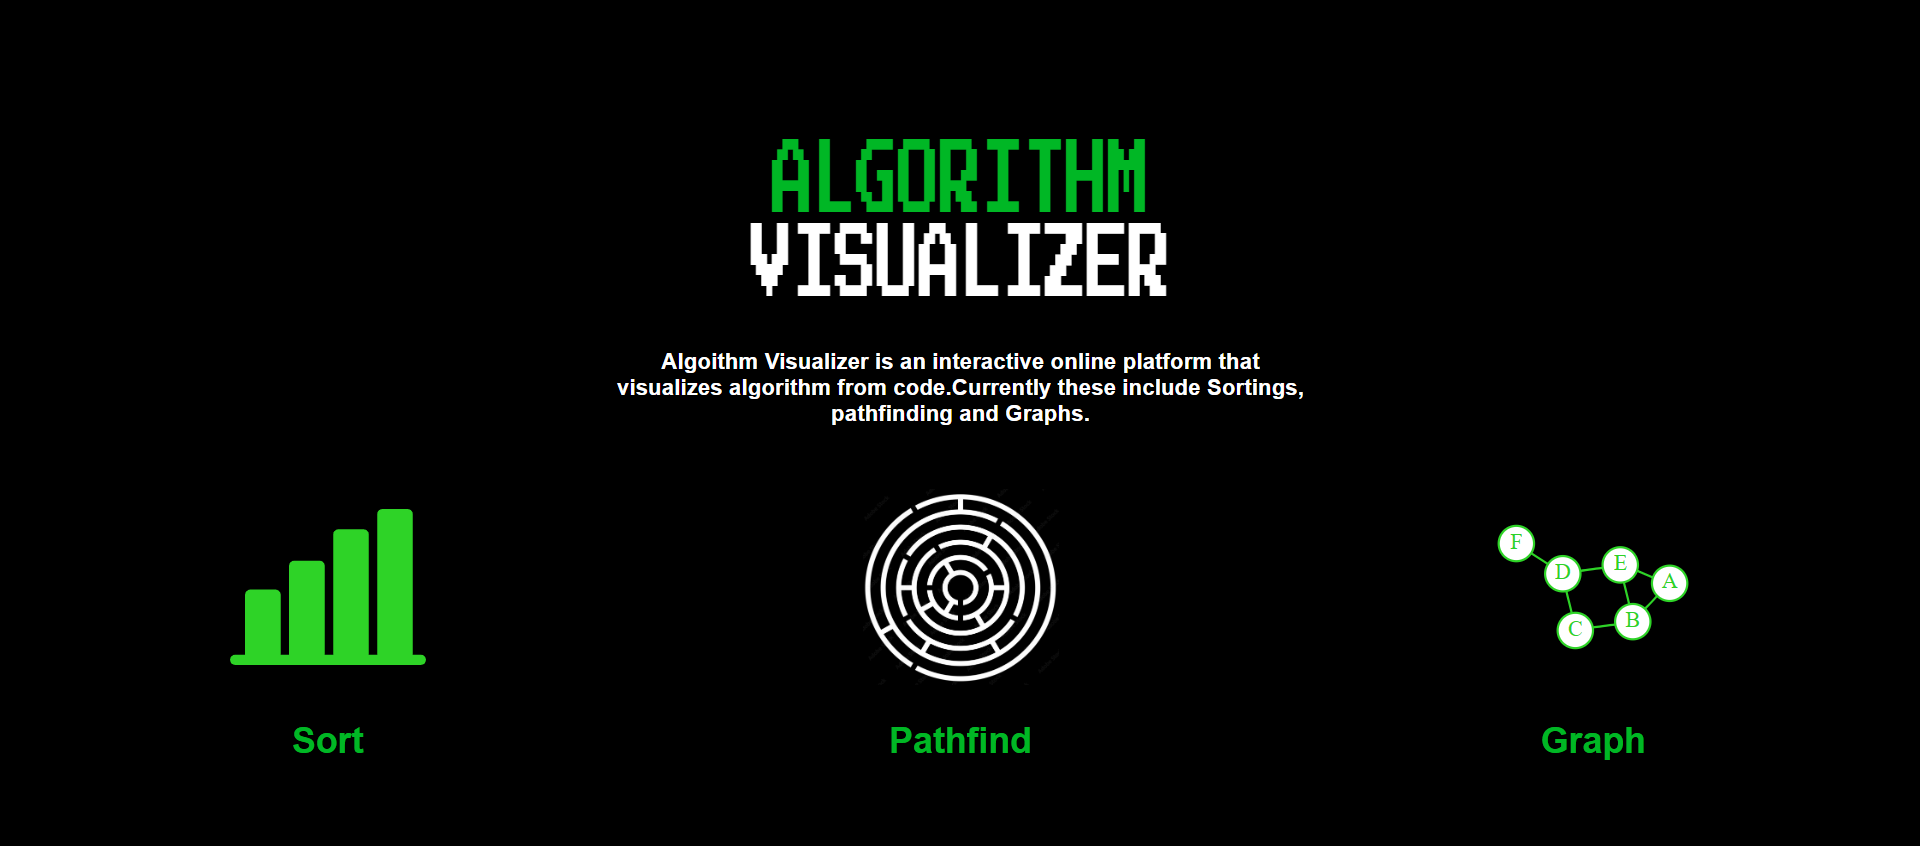 ALGORITHM
VISUALIZER
Algoithm Visualizer is an interactive online platform that
visualizes algorithm from code.Currently these include Sortings,
pathfinding and Graphs.
F
D
E
A
C
B
Sort
Pathfind
Graph